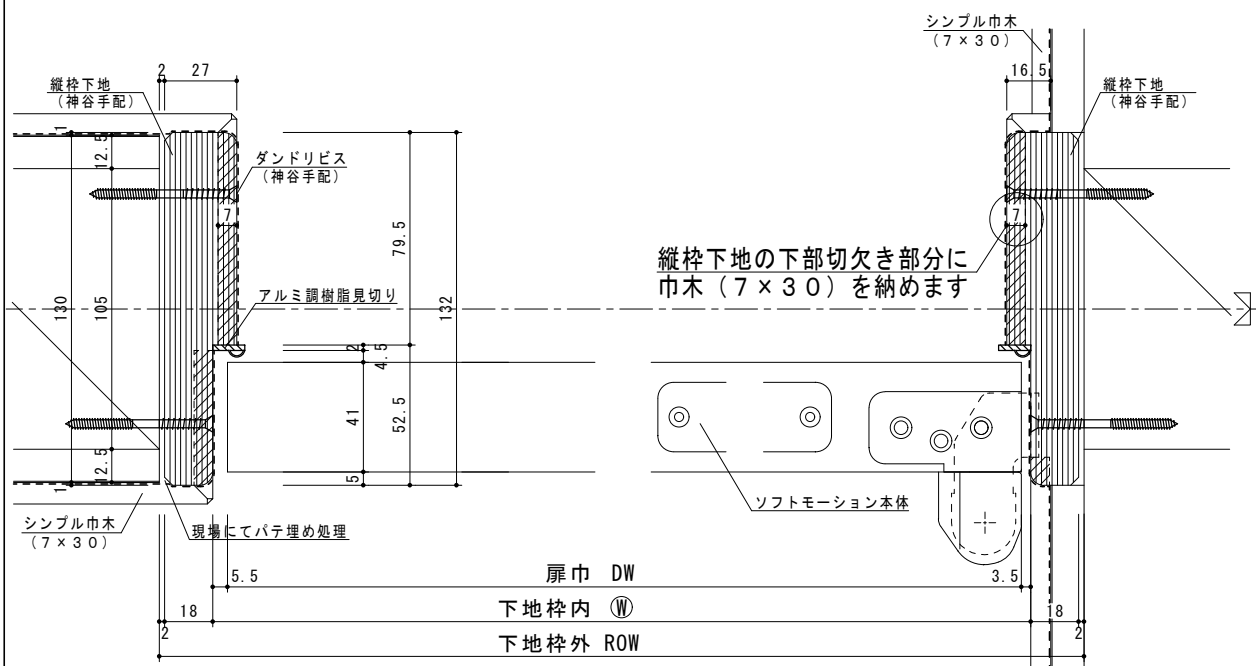 シンプル巾木
(7×30)
2
27
16.5
縦枠下地
(神谷手配)
縦枠下地
(神谷手配)
1
12.5
ダンドリビス
(神谷手配)
7
7
79.5
縦枠下地の下部切欠き部分に
巾木(7×30)を納めます
130
105
132
アルミ調樹脂見切り
2
4.5
41
52.5
12.5
5
1
シンプル巾木
(7×30)
現場にてパテ埋め処理
ソフトモーション本体
5.5
扉巾 DW
3.5
18
下地枠内 Ⓦ
18
2
2
下地枠外 ROW